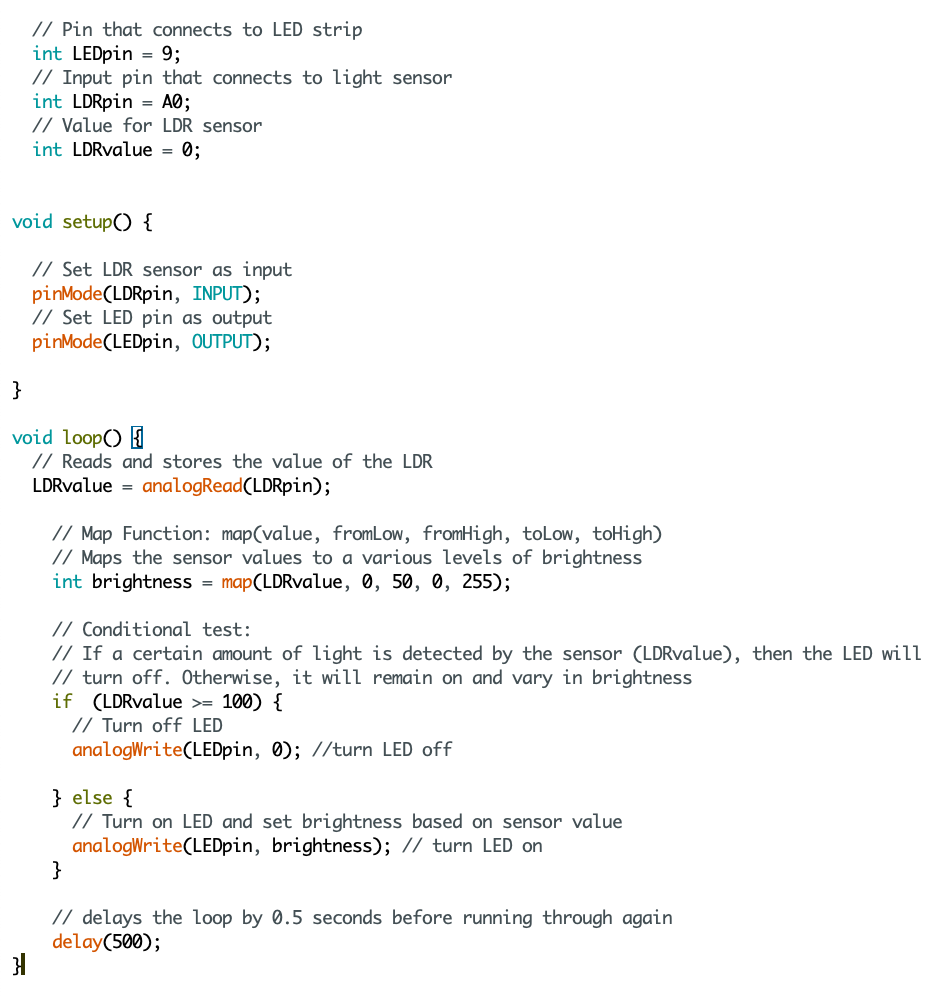 // Pin that connects to LED strip
int LEDpin = 9;
// Input pin that connects to light sensor
int LDRpin = A0;
// Value for LDR sensor
int LDRvalue = 0;
void setup() {
// Set LDR sensor as input
pinMode(LDRpin, INPUT);
// Set LED pin as output
pinMode(LEDpin, OUTPUT);
}
void loop() {
// Reads and stores the value of the LDR
LDRvalue = analogRead(LDRpin);
// Map Function: map(value, fromLow, fromHigh, toLow, toHigh)
// Maps the sensor values to a various levels of brightness
int brightness = map(LDRvalue, 0, 50, 0, 255);
// Conditional test:
// If a certain amount of light is detected by the sensor (LDRvalue), then the LED will
// turn off. Otherwise, it will remain on and vary in brightness
if  (LDRvalue >= 100) {
// Turn off LED
analogWrite(LEDpin, 0); //turn LED off
} else {
// Turn on LED and set brightness based on sensor value
analogWrite(LEDpin, brightness); // turn LED on
}
// delays the loop by 0.5 seconds before running through again
delay(500);
}